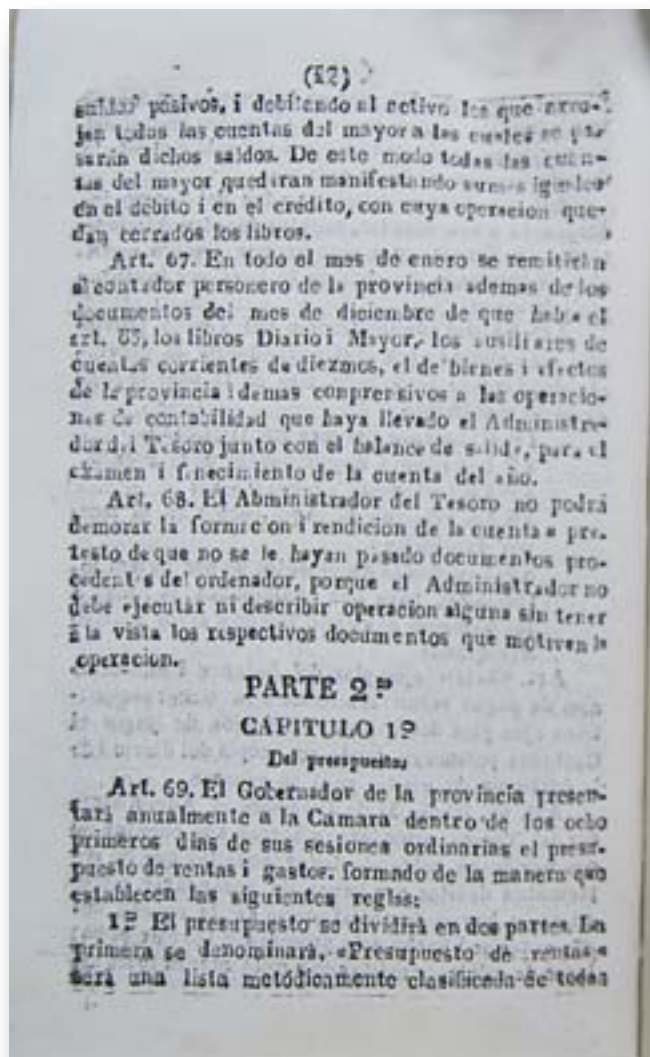 (12)
saldos pasivos, i debitando al activo los que arro-
jen todas las cuentas del mayor a las cuales se pa-
sarán dichos saldos. De este modo todas las cuen-
tas del mayor quedaran manifestando sumas iguales
en el débito i en el crédito, con cuya operacion que-
dan cerrados los libros.
Art. 67. En todo el mes de enero se remitirán
al contador personero de la provincia ademas de los
documentos del mes de diciembre de que habla el
art. 65, los libros Diario i Mayor, los ausiliares de
cuentas corrientes de diezmos, el de bienes i efectos
de la provincia i demas conprensivos a las operacio-
nes de contabilidad que haya llevado el Administra-
dor del Tesoro junto con el balance de salida, para el
examen i fenecimiento de la cuenta del año.
Art. 68. El Abministrador del Tesoro no podrá
demorar la formacion i rendicion de la cuenta a pre-
testo de que no se le hayan pasado documentos pro-
cedentes del ordenador, porque el Administrador no
debe ejecutar ni describir operacion alguna sin tener
á la vista los respectivos documentos que motiven la
operacion.
PARTE 2ª
CAPITULO 1º
Del presupuesto.
Art. 69. El Gobernador de la provincia presen-
tará anualmente a la Camara dentro de los ocho
primeros dias de sus sesiones ordinarias el presu-
puesto de rentas i gastos, formado de la manera que
establecen las siguientes reglas:
1ª El presupuesto se dividirá en dos partes. La
primera se denominará, «Presupuesto de rentas»
será una lista metódicamente clasificada de todas